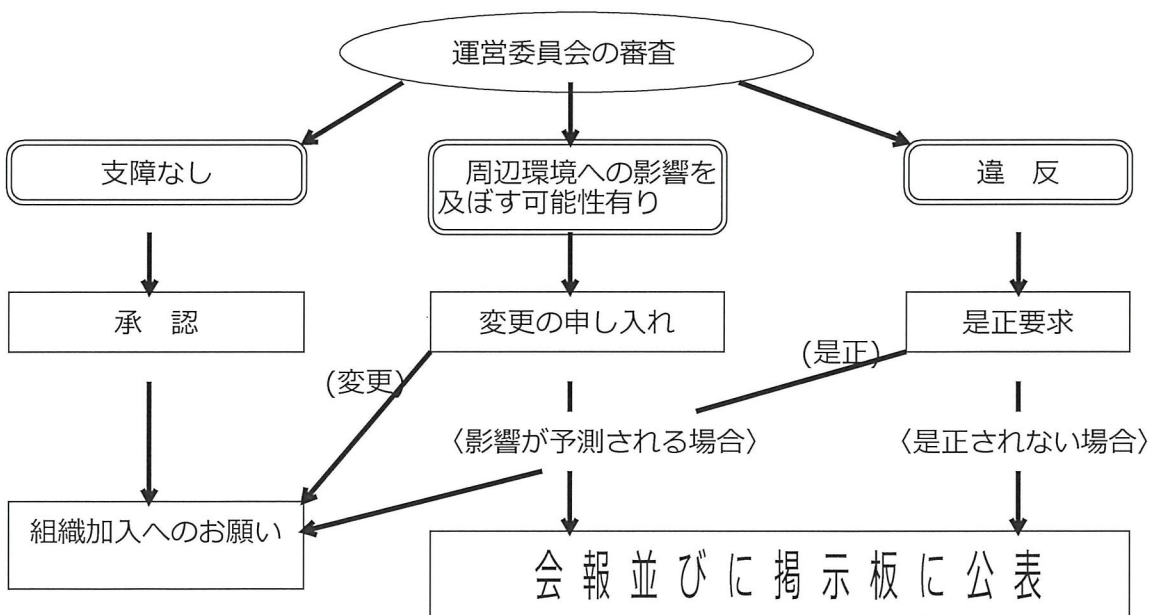 運営委員会の審査
支障なし
周辺環境への影響を
及ぼす可能性有り
違　反
承　認
変更の申し入れ
是正要求
(変更)
(是正)
〈影響が予測される場合〉
〈是正されない場合〉
組織加入へのお願い
会報並びに掲示板に公表